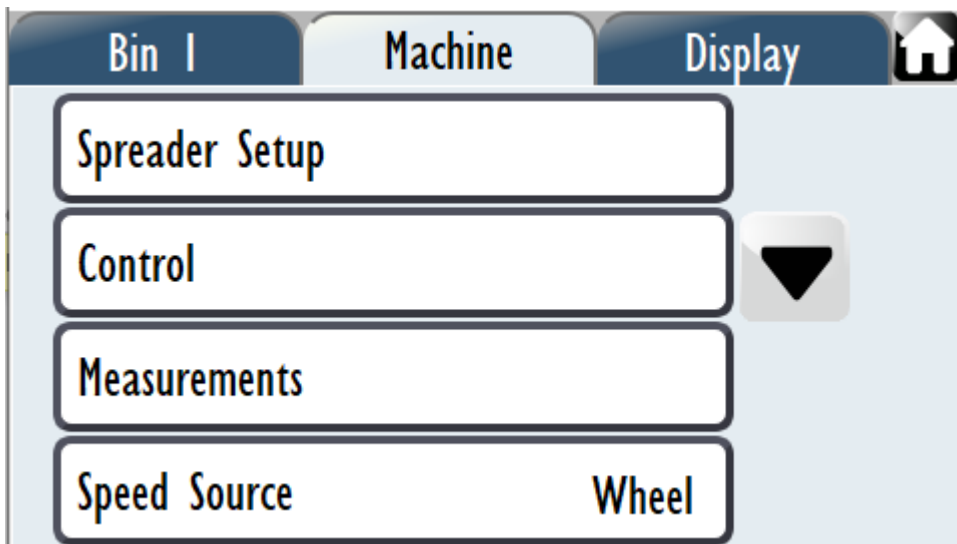 Bin 1 Machine Display
Spreader Setup
Control
Measurements
Speed Source Wheel